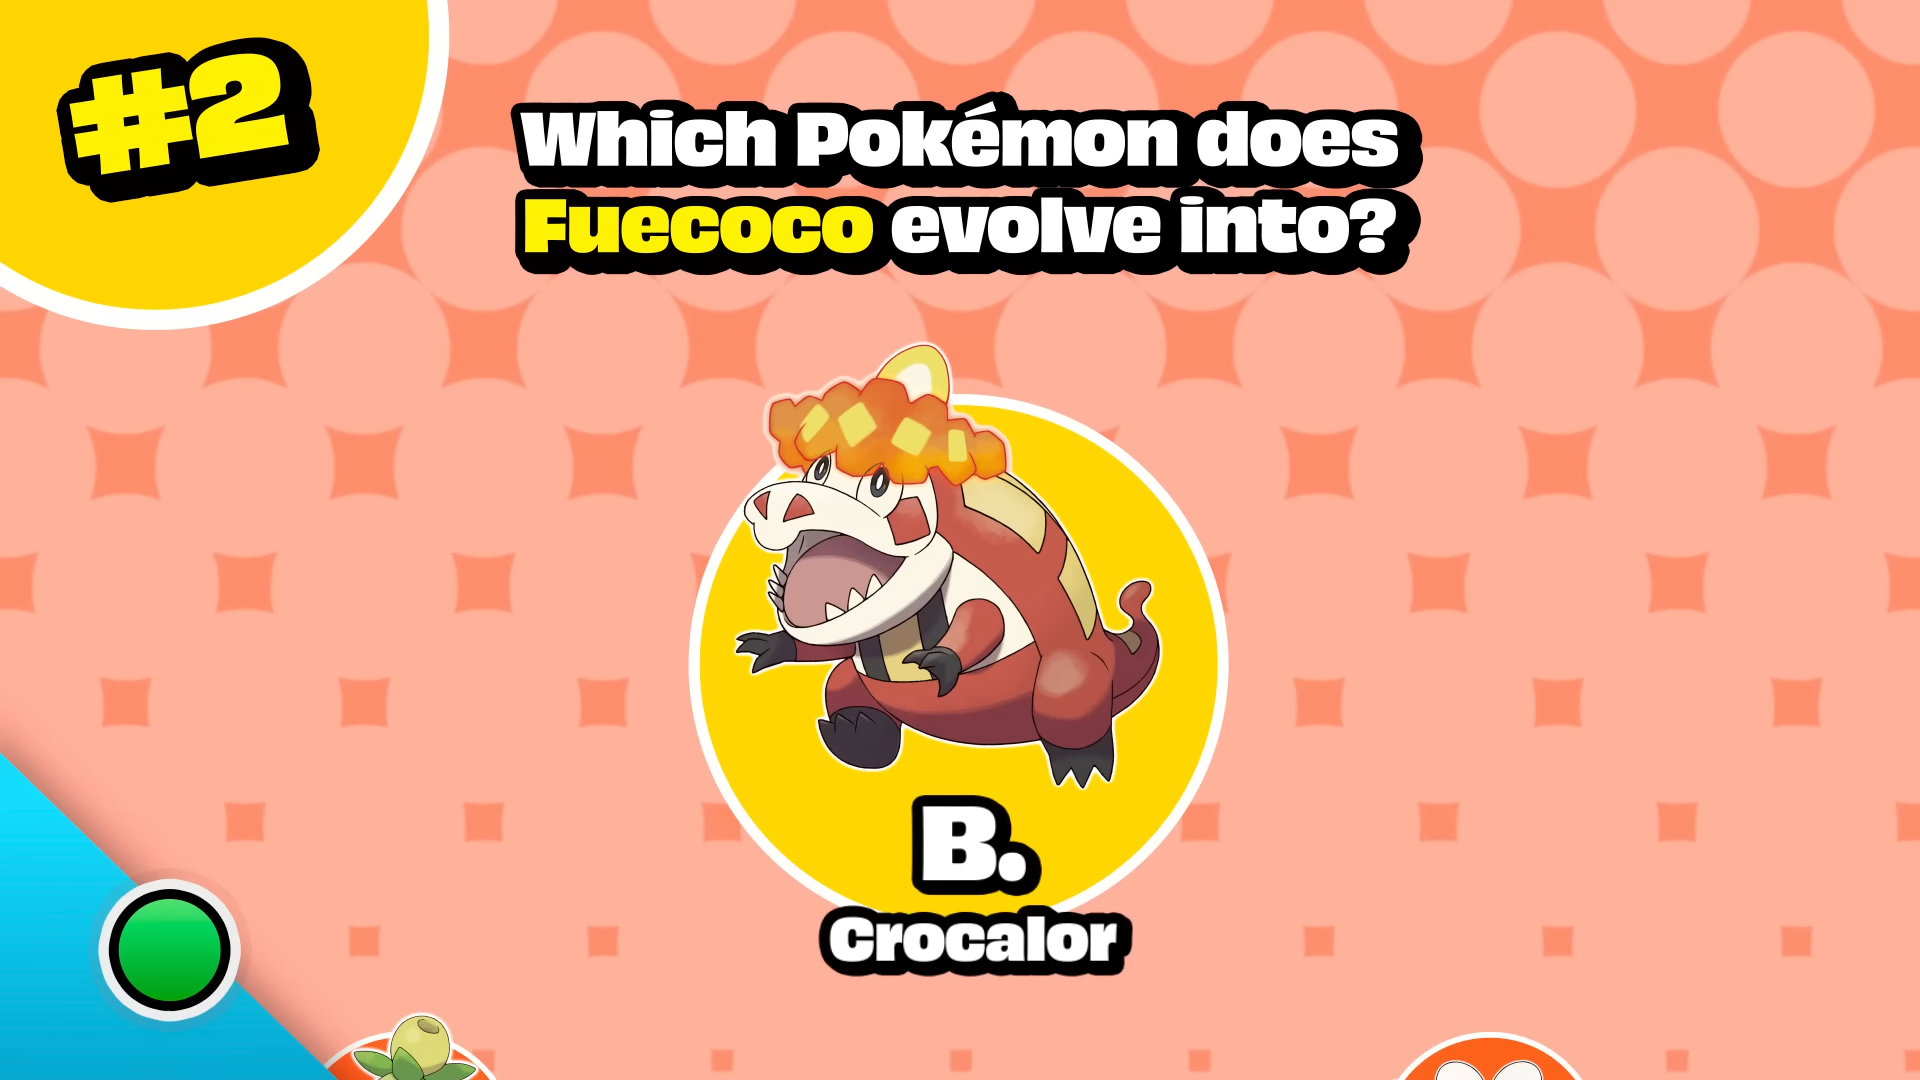 #2
Which Pokémon does
Fuecoco evolve into?
B.
Crocalor